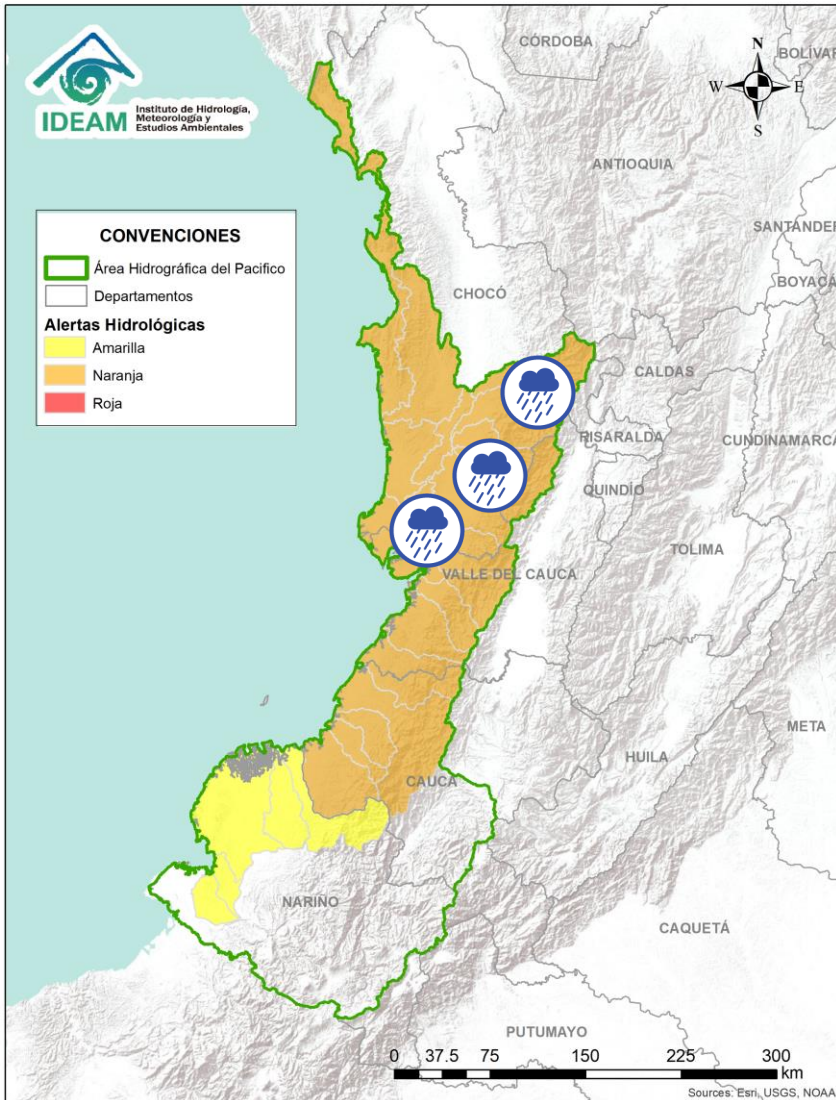 IDEAM
Instituto de Hidrología,
Meteorología y
Estudios Ambientales
CÓRDOBA
BOLÍVAR
N
W
E
S
ANTIOQUIA
SANTANDER
BOYACÁ
CONVENCIONES
Área Hidrográfica del Pacifico
Departamentos
Alertas Hidrológicas
Amarilla
Naranja
Roja
CHOCÓ
CALDAS
RISARALDA
CUNDINAMARCA
QUINDÍO
TOLIMA
VALLE DEL CAUCA
META
HUILA
CAUCA
NARIÑO
CAQUETÁ
PUTUMAYO
0 37.5 75 150 225 300
km
Sources: Esri, USGS, NOAA